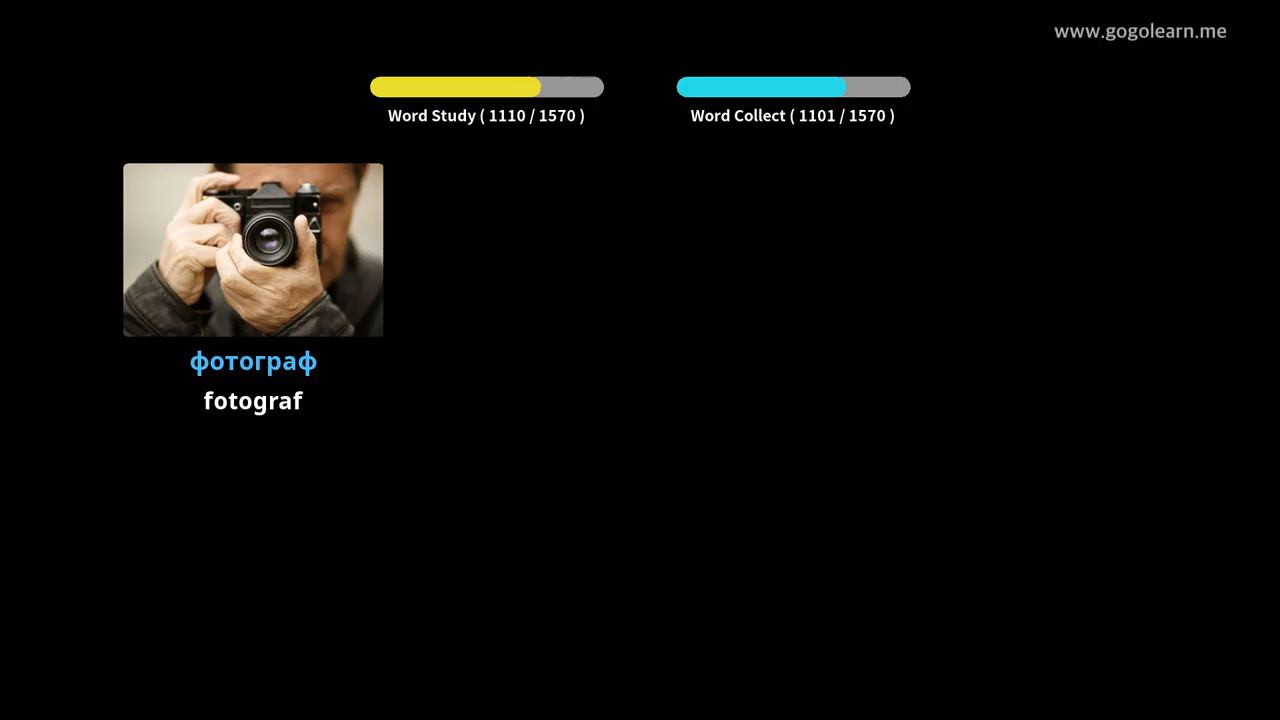 www.gogolearn.me
Word Study ( 1110 / 1570 )
Word Collect ( 1101 / 1570 )
фотограф
fotograf